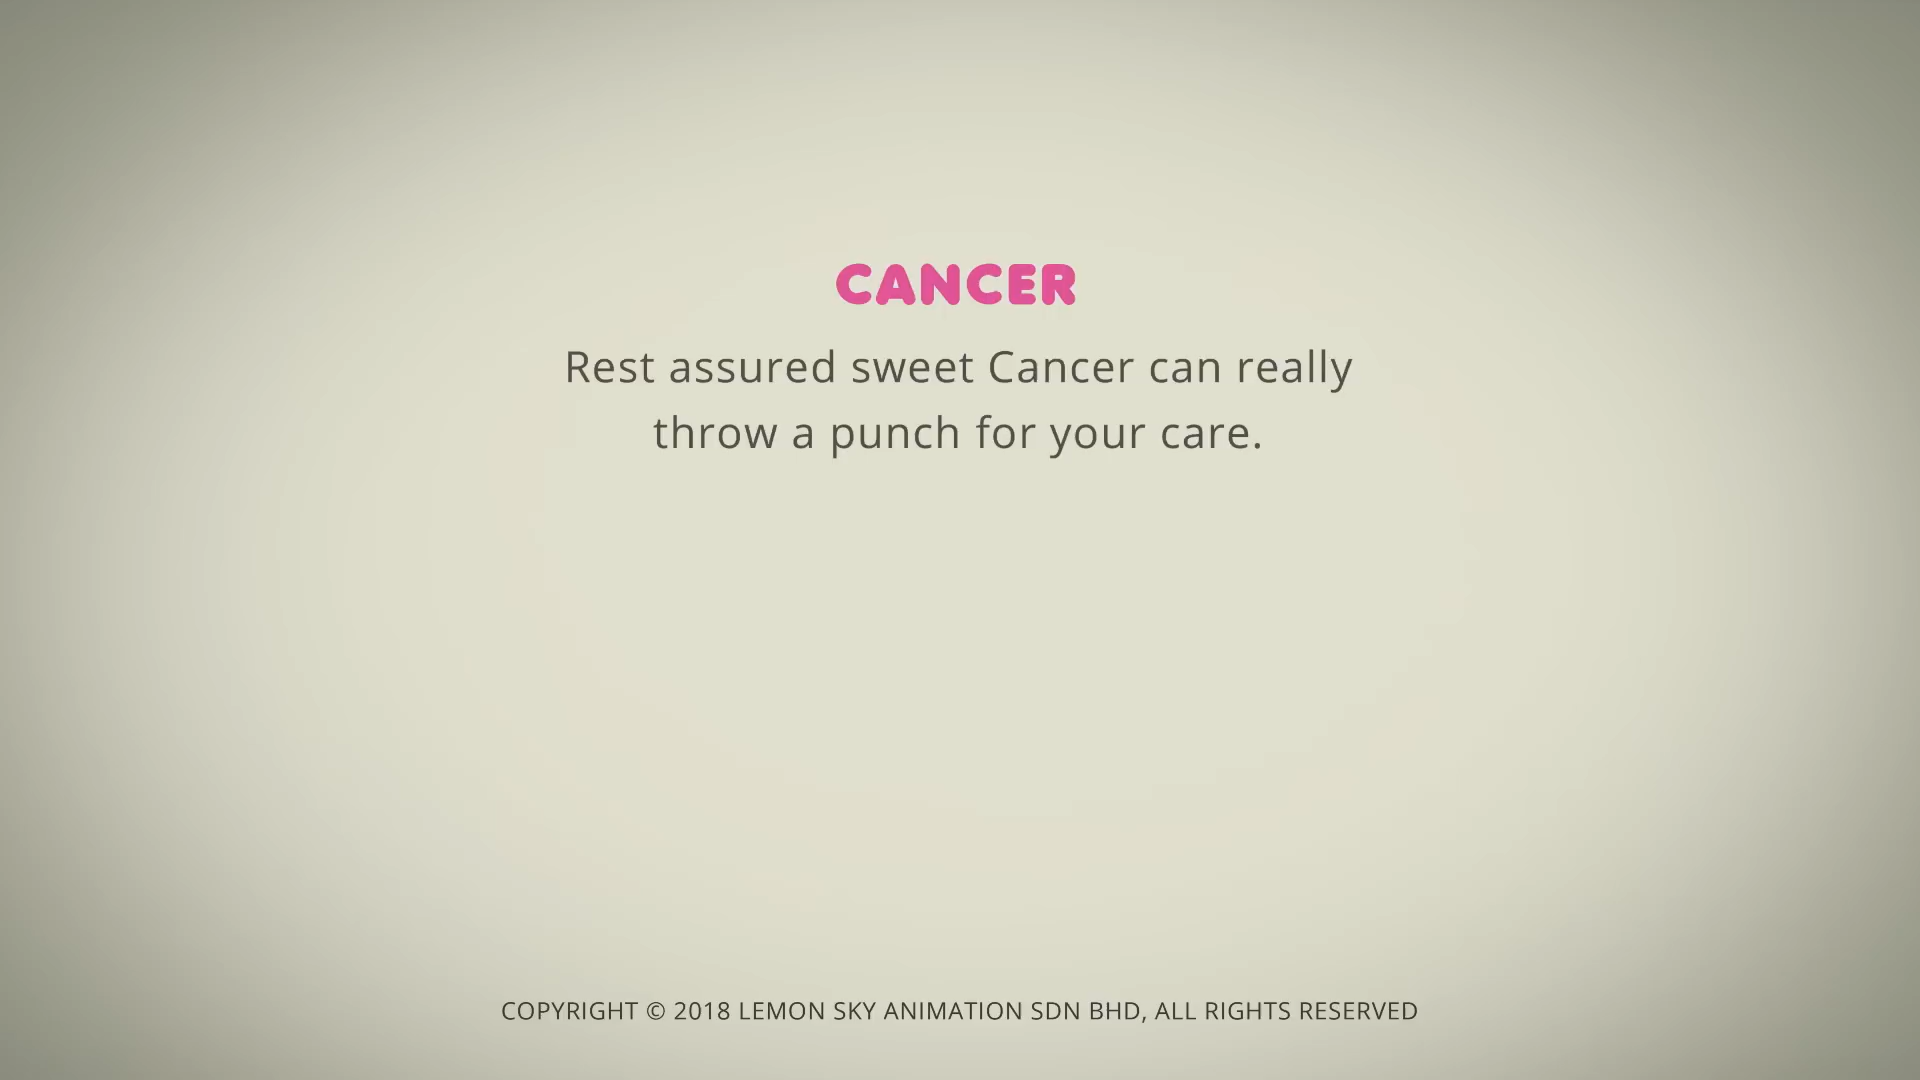 CANCER
Rest assured sweet Cancer can really
throw a punch for your care.
COPYRIGHT © 2018 LEMON SKY ANIMATION SDN BHD, ALL RIGHTS RESERVED